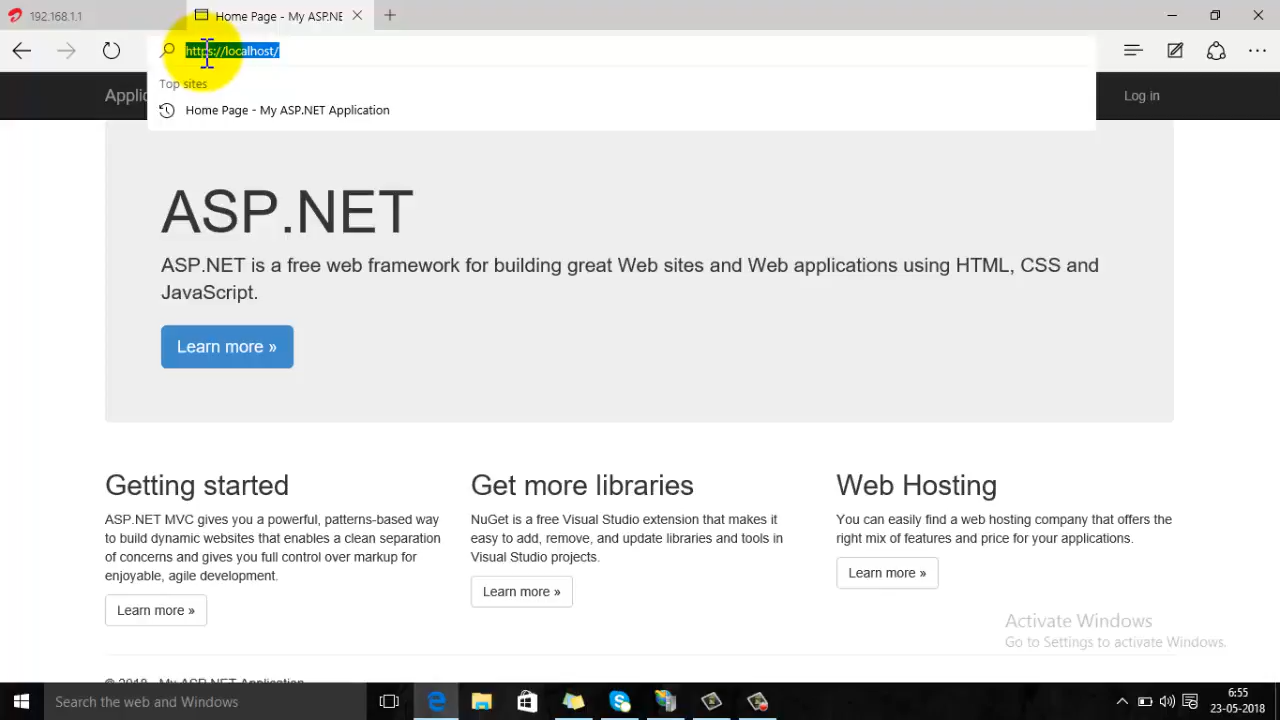 192.168.1.1
Home Page - My ASP.NE
https://localhost/
Top sites
Home Page - My ASP.NET Application
Applic
Log in
ASP.NET
ASP.NET is a free web framework for building great Web sites and Web applications using HTML, CSS and
JavaScript.
Learn more »
Getting started
ASP.NET MVC gives you a powerful, patterns-based way
to build dynamic websites that enables a clean separation
of concerns and gives you full control over markup for
enjoyable, agile development.
Learn more »
Get more libraries
NuGet is a free Visual Studio extension that makes it
easy to add, remove, and update libraries and tools in
Visual Studio projects.
Learn more »
Web Hosting
You can easily find a web hosting company that offers the
right mix of features and price for your applications.
Learn more »
Activate Windows
Go to Settings to activate Windows.
© 2018 - My ASP.NET Application
Search the web and Windows
6:55
23-05-2018